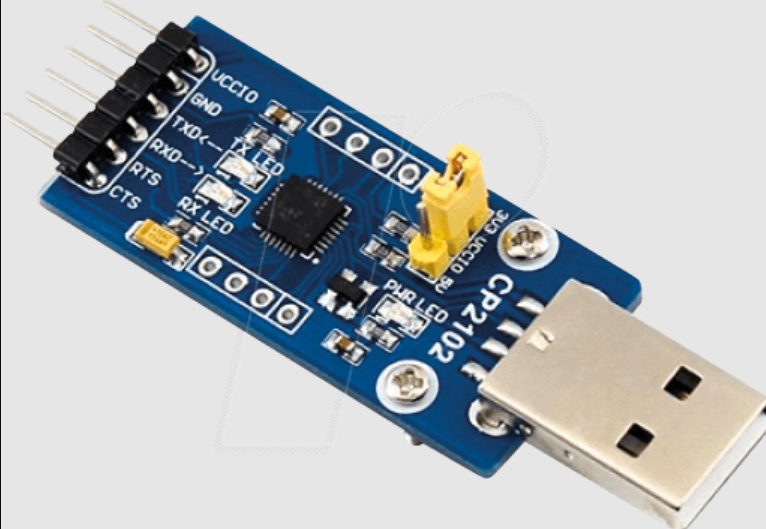 VCCIO
GND
TXD<--
RXD-->
RTS
CTS
TX LED
RX LED
3V3 VCCIO 5V
PWR LED
CP2102